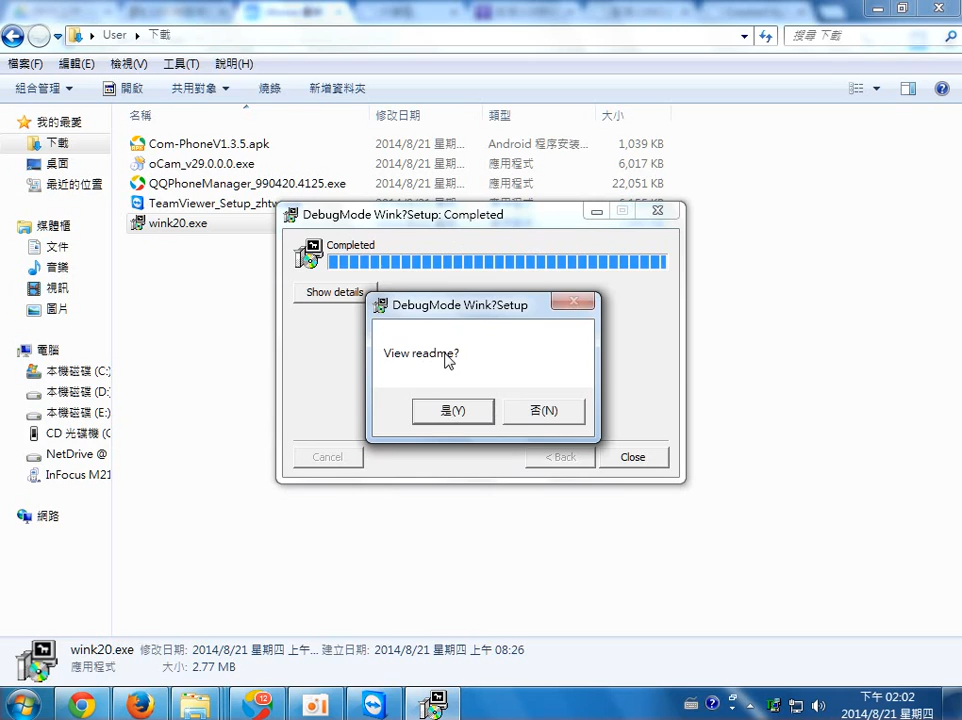 User ▸ 下載
搜尋 下載
檔案(F) 編輯(E) 檢視(V) 工具(T) 說明(H)
組合管理 開啟 共用對象 燒錄 新增資料夾
名稱 修改日期 類型 大小
我的最愛
下載
桌面
最近的位置
媒體櫃
文件
音樂
視訊
圖片
電腦
本機磁碟 (C:
本機磁碟 (D:
本機磁碟 (E:)
CD 光碟機 (G
NetDrive @
InFocus M21
網路
Com-PhoneV1.3.5.apk 2014/8/21 星期... Android 程序安装... 1,039 KB
oCam_v29.0.0.0.exe 2014/8/21 星期... 應用程式 6,017 KB
QQPhoneManager_990420.4125.exe 2014/8/21 星期... 應用程式 22,051 KB
TeamViewer_Setup_zhtw
wink20.exe
DebugMode Wink?Setup: Completed
Completed
Show details
DebugMode Wink?Setup
View readme?
是(Y) 否(N)
Cancel < Back Close
wink20.exe 修改日期: 2014/8/21 星期四 上午... 建立日期: 2014/8/21 星期四 上午 08:26
應用程式 大小: 2.77 MB
12
下午 02:02
2014/8/21 星期四